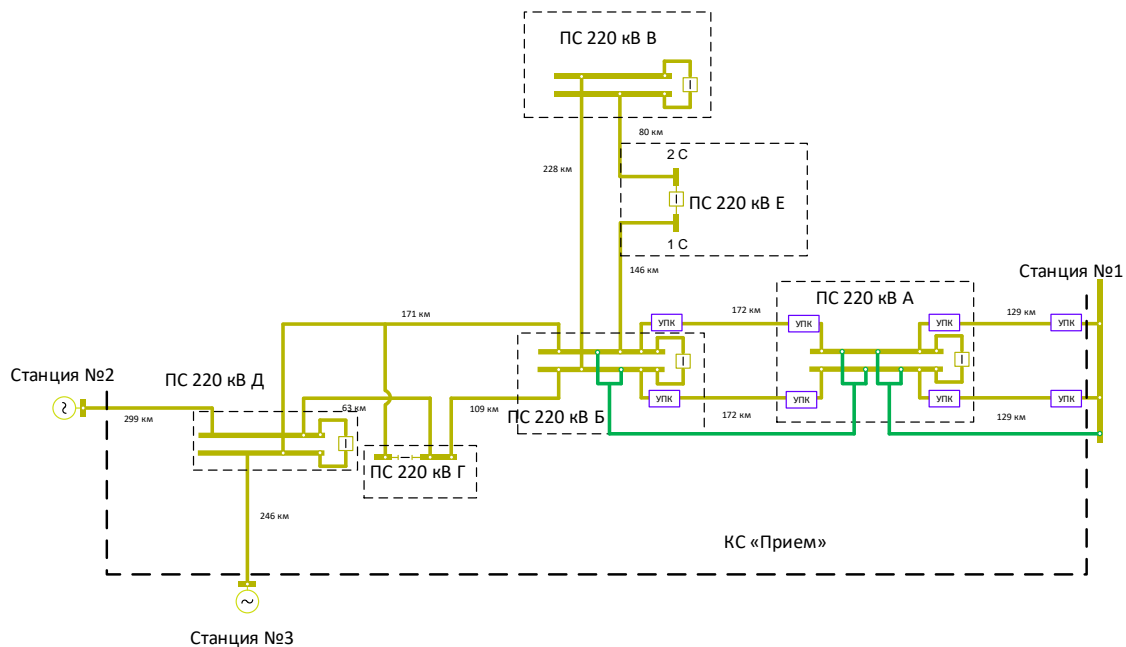 ПС 220 кВ В
80 км
2 С
228 км
ПС 220 кВ Е
1 С
146 км
Станция №1
ПС 220 кВ А
171 км
172 км
129 км
УПК
УПК
УПК
УПК
Станция №2
ПС 220 кВ Д
УПК
УПК
УПК
УПК
299 км
63 км
109 км
ПС 220 кВ Б
172 км
129 км
ПС 220 кВ Г
246 км
КС «Прием»
Станция №3